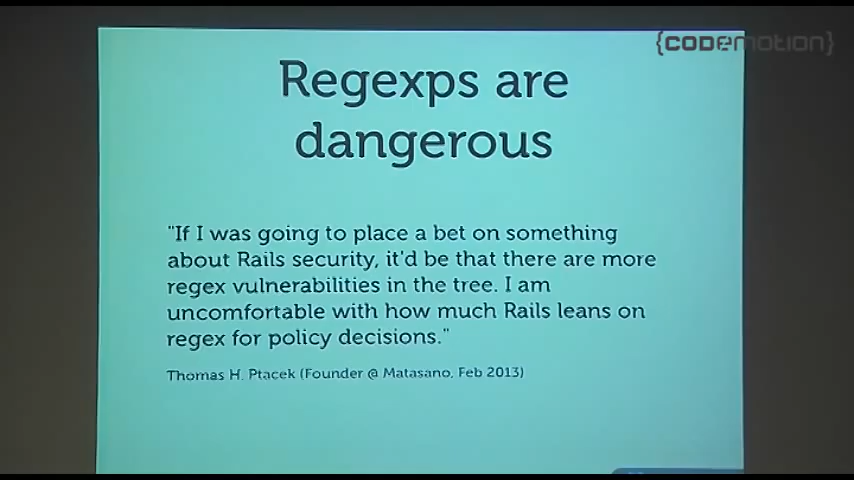 {codemotion}
Regexps are
dangerous
"If I was going to place a bet on something
about Rails security, it'd be that there are more
regex vulnerabilities in the tree. I am
uncomfortable with how much Rails leans on
regex for policy decisions."
Thomas H. Ptacek (Founder @ Matasano, Feb 2013)